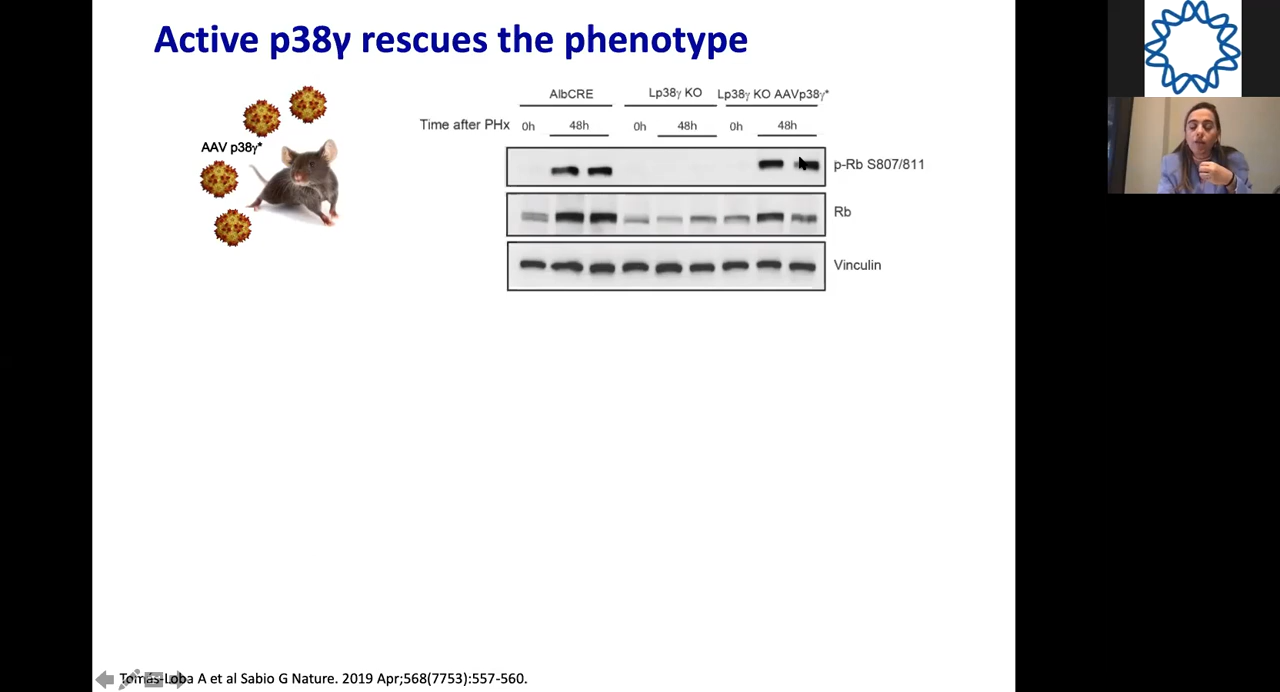 Active p38γ rescues the phenotype
AAV p38γ*
AlbCRE Lp38γ KO Lp38γ KO AAVp38γ*
Time after PHx 0h 48h 0h 48h 0h 48h
p-Rb S807/811
Rb
Vinculin
Tomás-Loba A et al Sabio G Nature. 2019 Apr;568(7753):557-560.